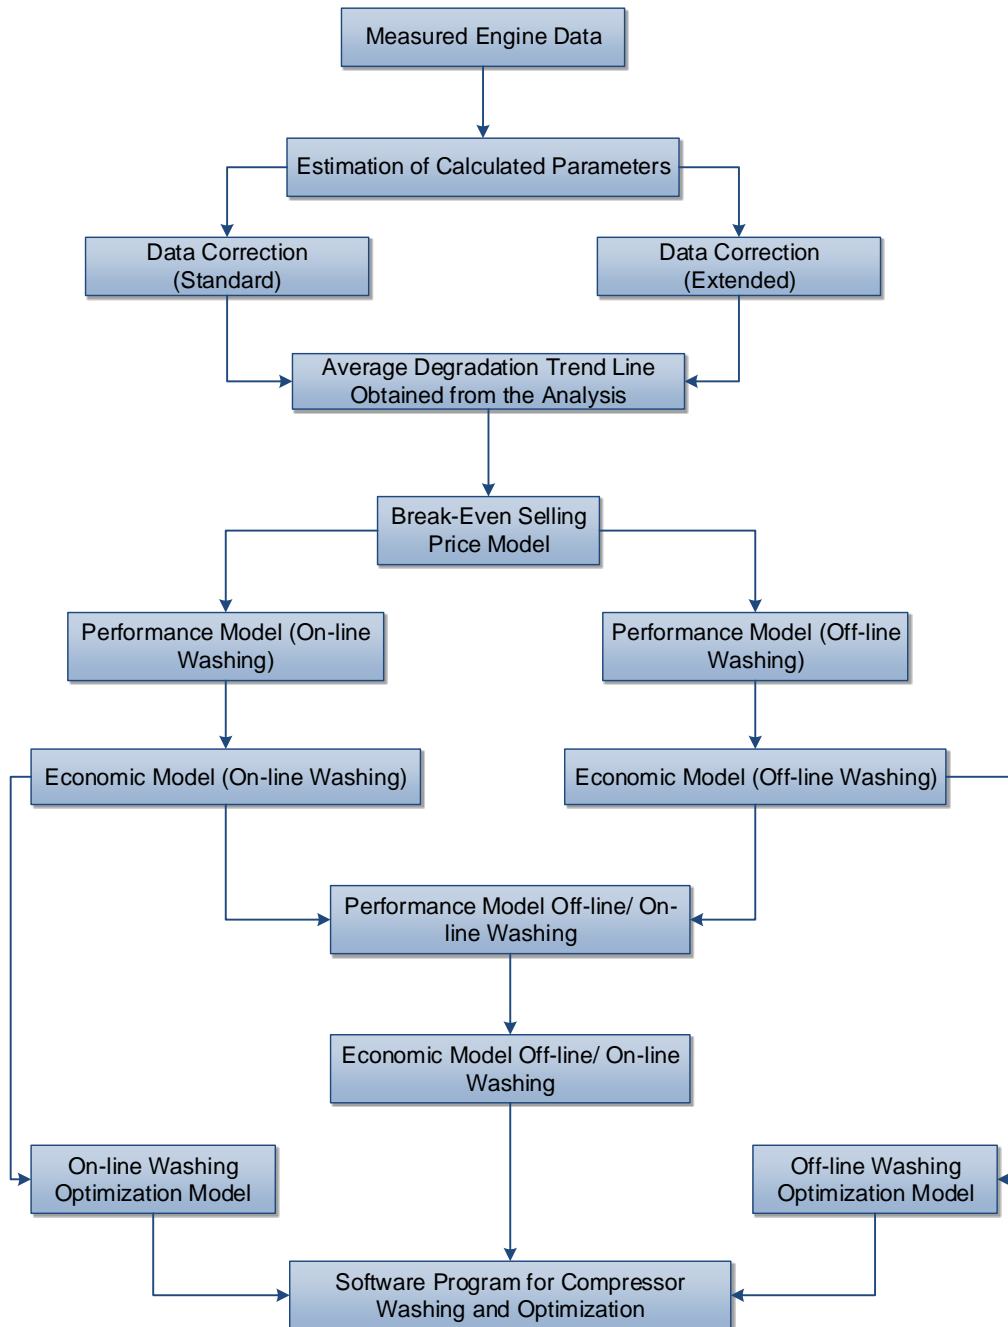 Measured Engine Data
Estimation of Calculated Parameters
Data Correction
(Standard)
Data Correction
(Extended)
Average Degradation Trend Line
Obtained from the Analysis
Break-Even Selling
Price Model
Performance Model (On-line
Washing)
Performance Model (Off-line
Washing)
Economic Model (On-line Washing)
Economic Model (Off-line Washing)
Performance Model Off-line/ On-
line Washing
Economic Model Off-line/ On-line
Washing
On-line Washing
Optimization Model
Off-line Washing
Optimization Model
Software Program for Compressor
Washing and Optimization